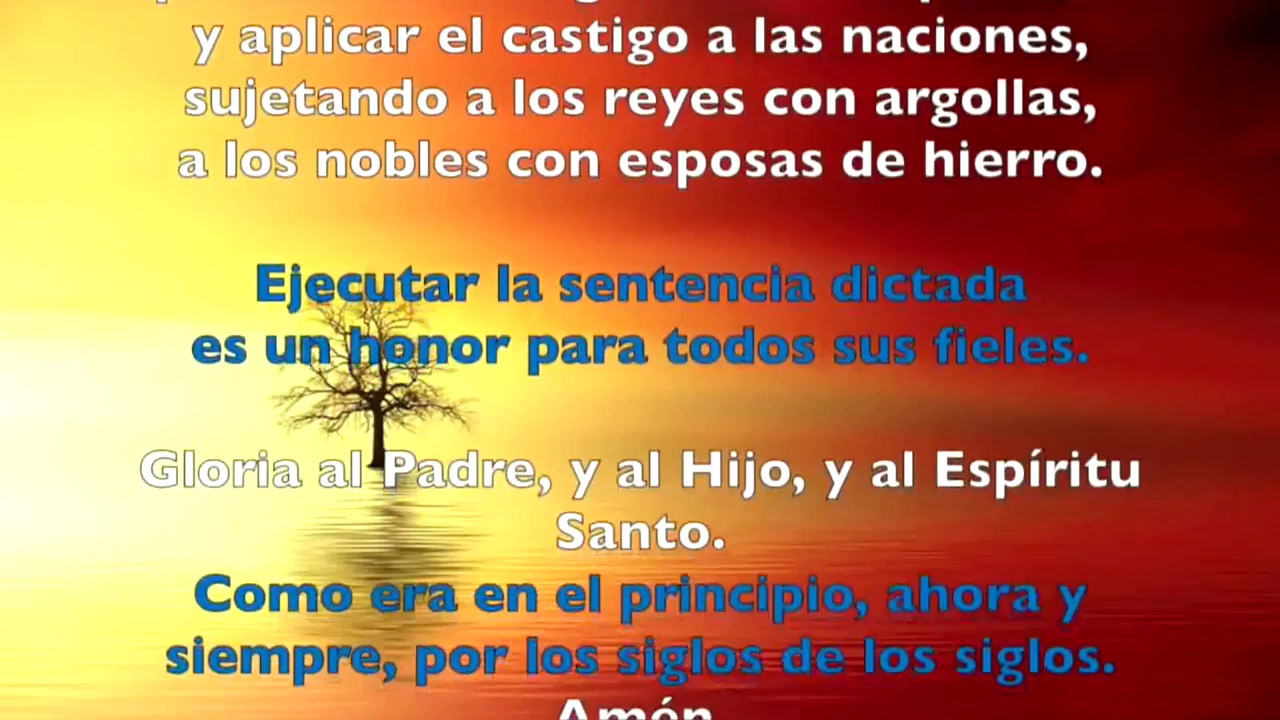 y aplicar el castigo a las naciones,
sujetando a los reyes con argollas,
a los nobles con esposas de hierro.
Ejecutar la sentencia dictada
es un honor para todos sus fieles.
Gloria al Padre, y al Hijo, y al Espíritu
Santo.
Como era en el principio, ahora y
siempre, por los siglos de los siglos.
Amén